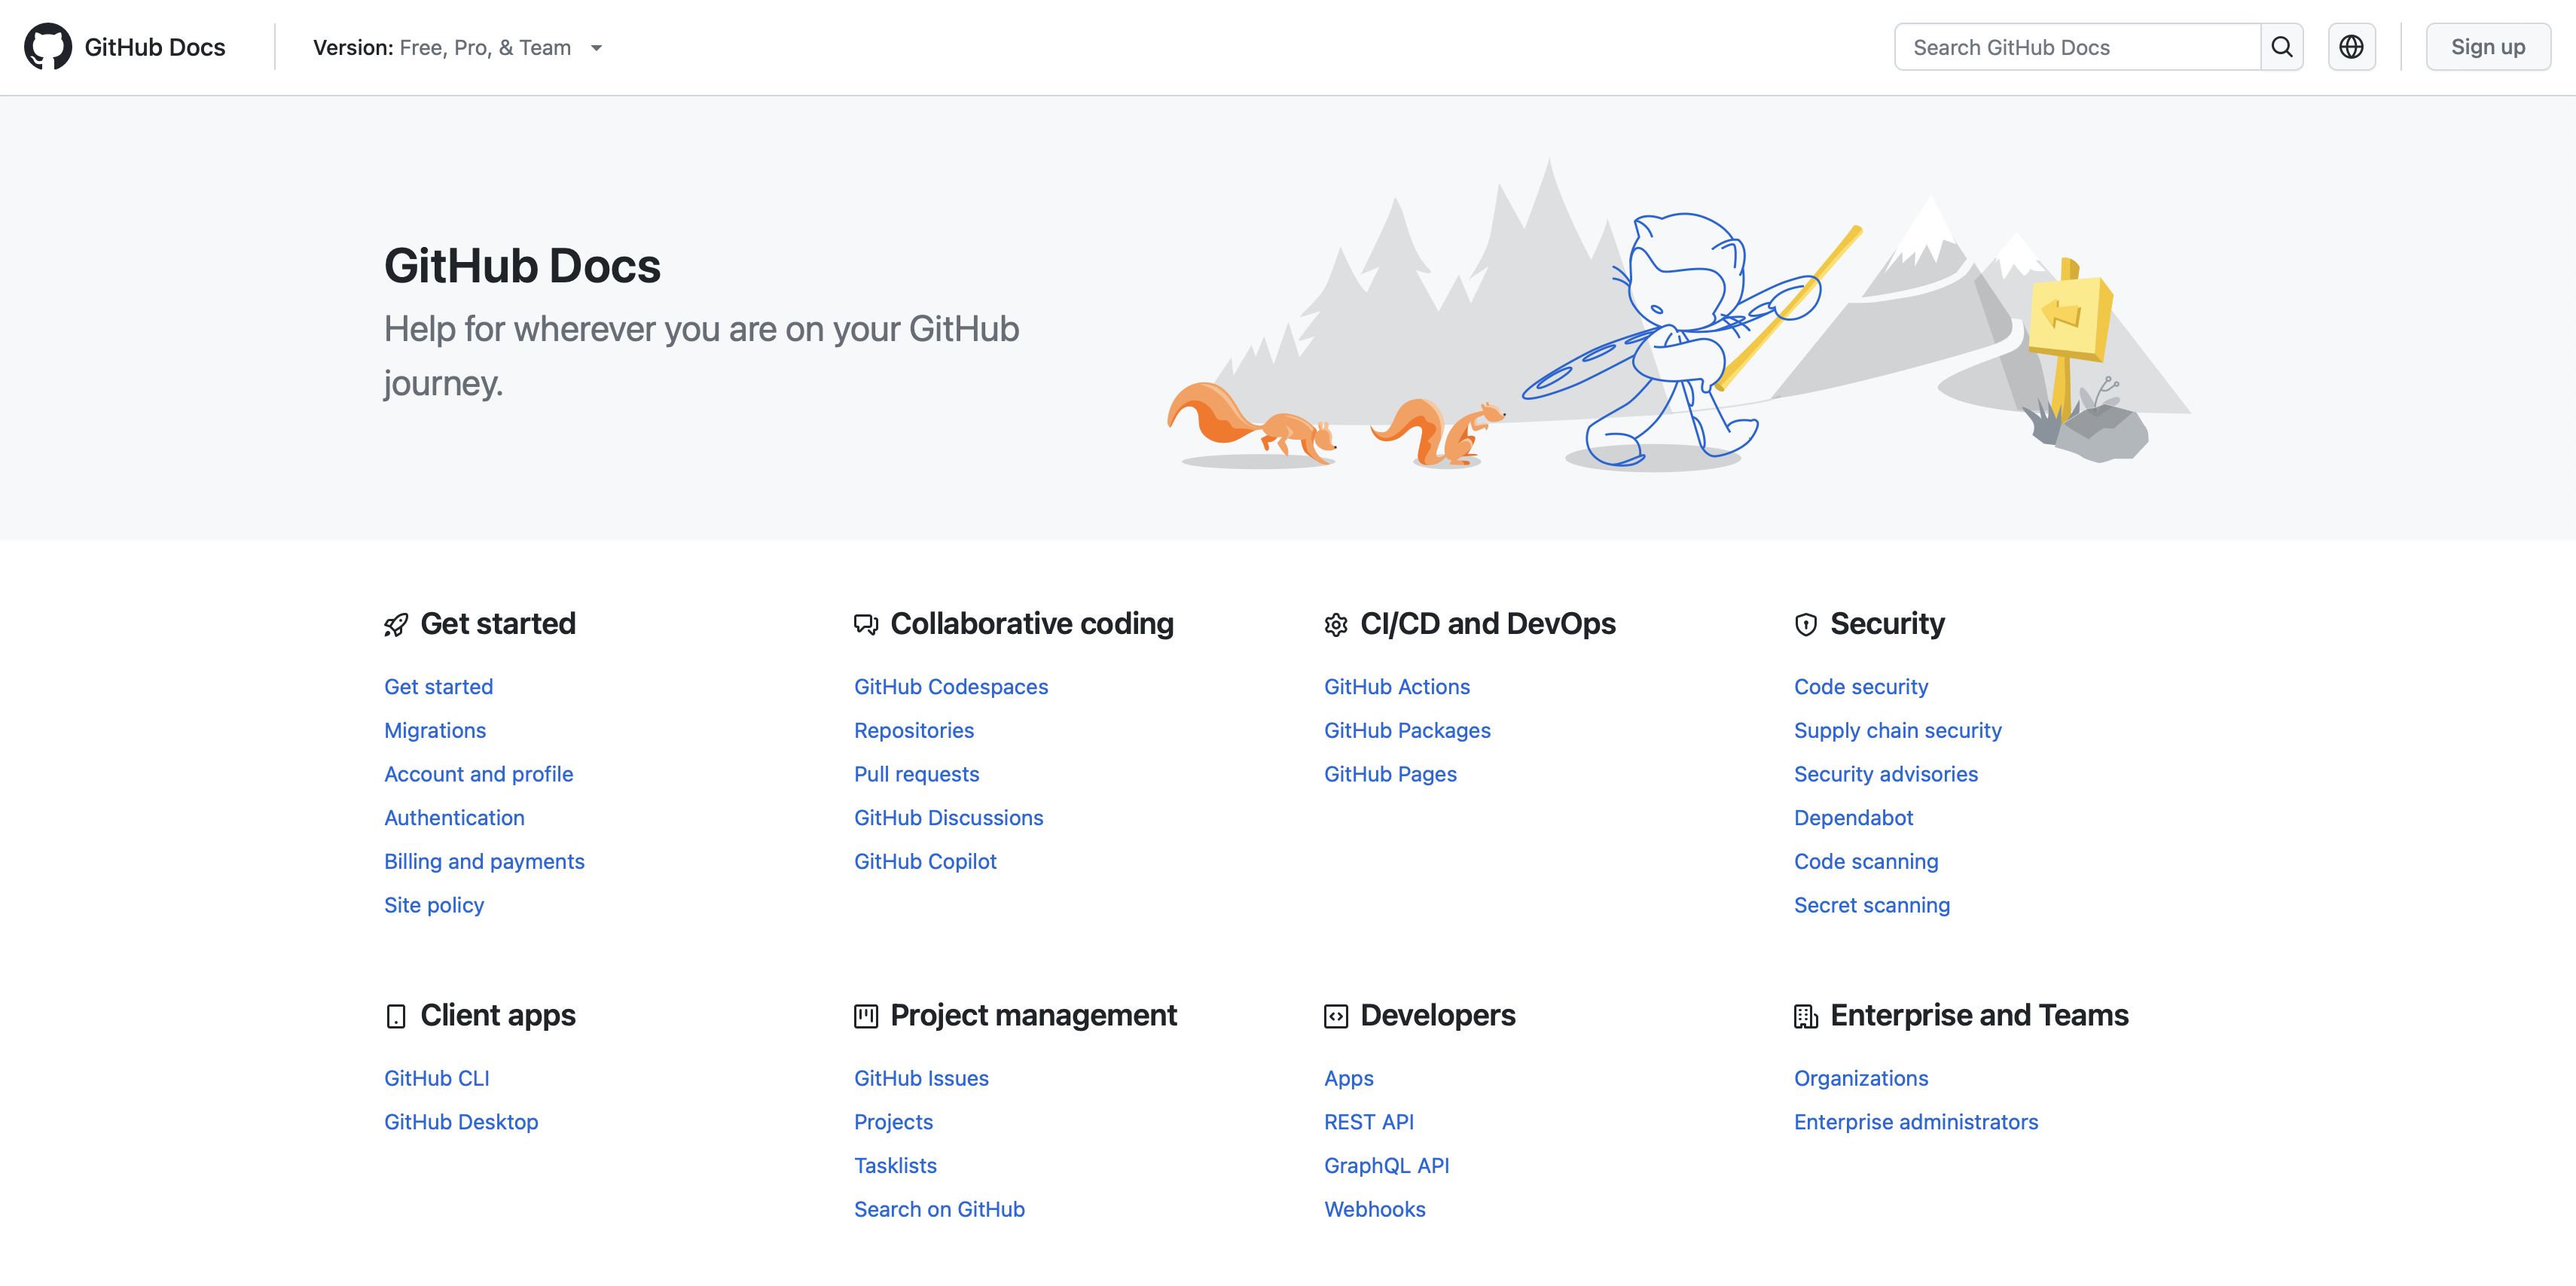 GitHub Docs
Version: Free, Pro, & Team
Search GitHub Docs
Sign up
GitHub Docs
Help for wherever you are on your GitHub
journey.
Get started
Get started
Migrations
Account and profile
Authentication
Billing and payments
Site policy
Collaborative coding
GitHub Codespaces
Repositories
Pull requests
GitHub Discussions
GitHub Copilot
CI/CD and DevOps
GitHub Actions
GitHub Packages
GitHub Pages
Security
Code security
Supply chain security
Security advisories
Dependabot
Code scanning
Secret scanning
Client apps
GitHub CLI
GitHub Desktop
Project management
GitHub Issues
Projects
Tasklists
Search on GitHub
Developers
Apps
REST API
GraphQL API
Webhooks
Enterprise and Teams
Organizations
Enterprise administrators